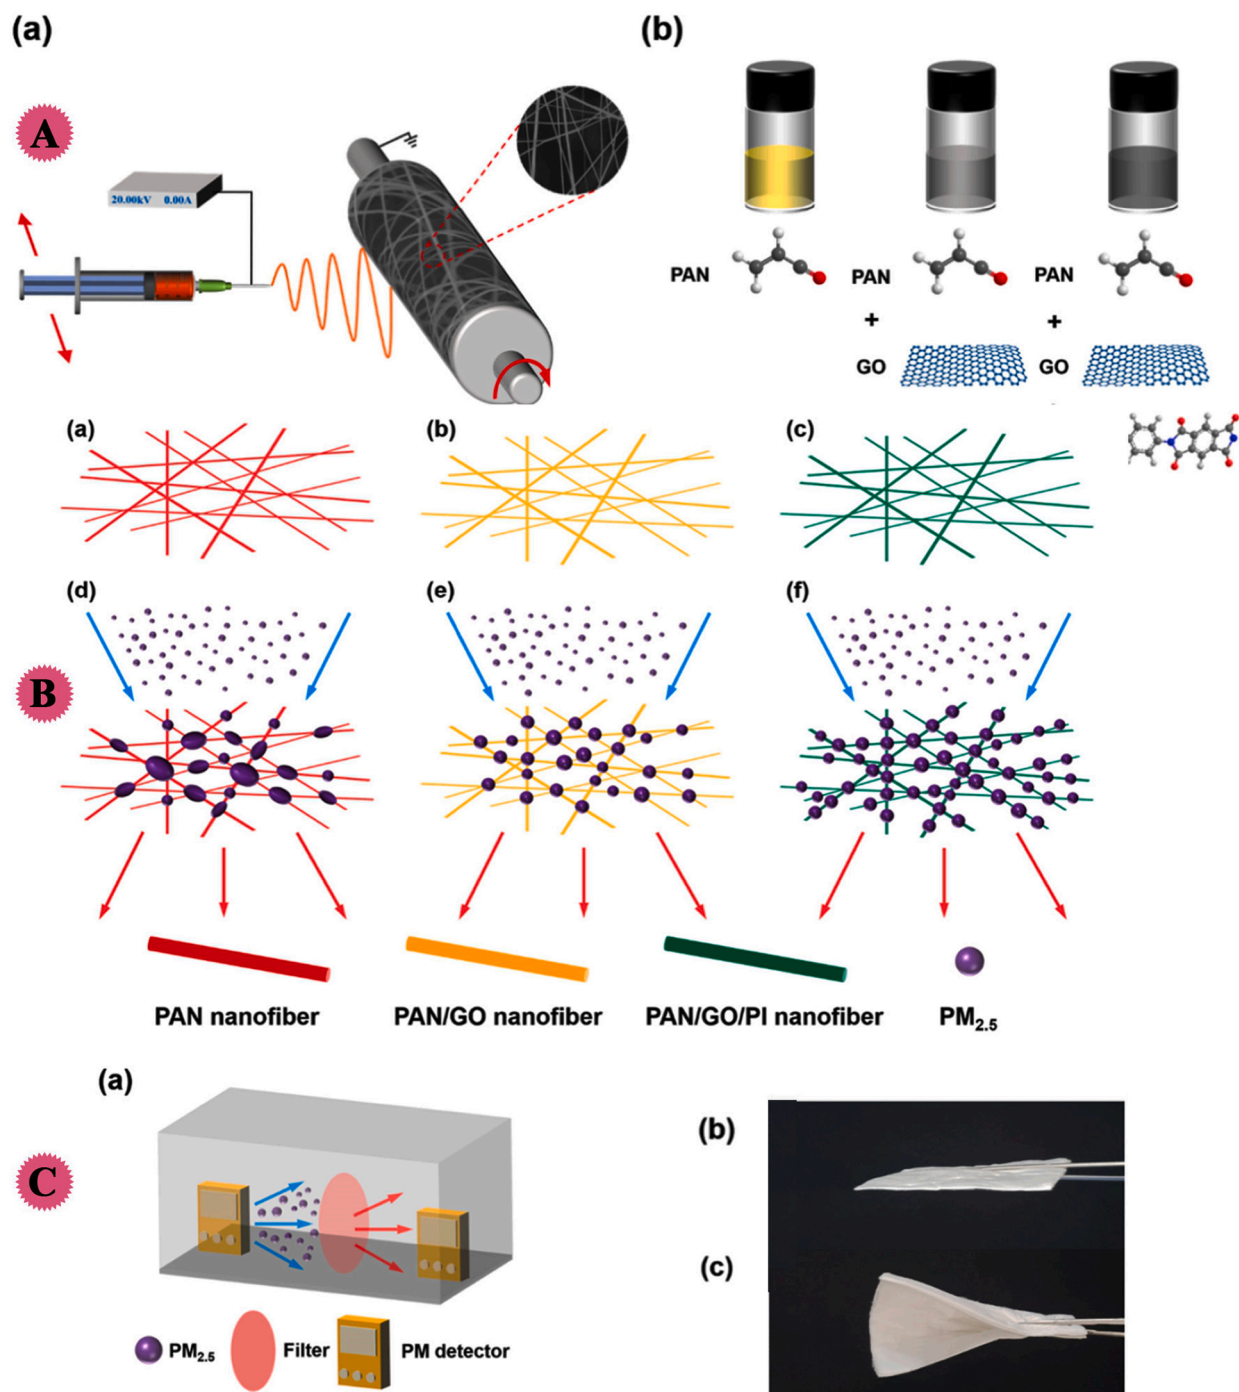 (a)
(b)
A
20.00kV 0.00A
PAN
PAN
PAN
+
+
GO
GO
(a)
(b)
(c)
(d)
(e)
(f)
B
PAN nanofiber
PAN/GO nanofiber
PAN/GO/PI nanofiber
PM2.5
(a)
(b)
C
(c)
PM2.5
Filter
PM detector